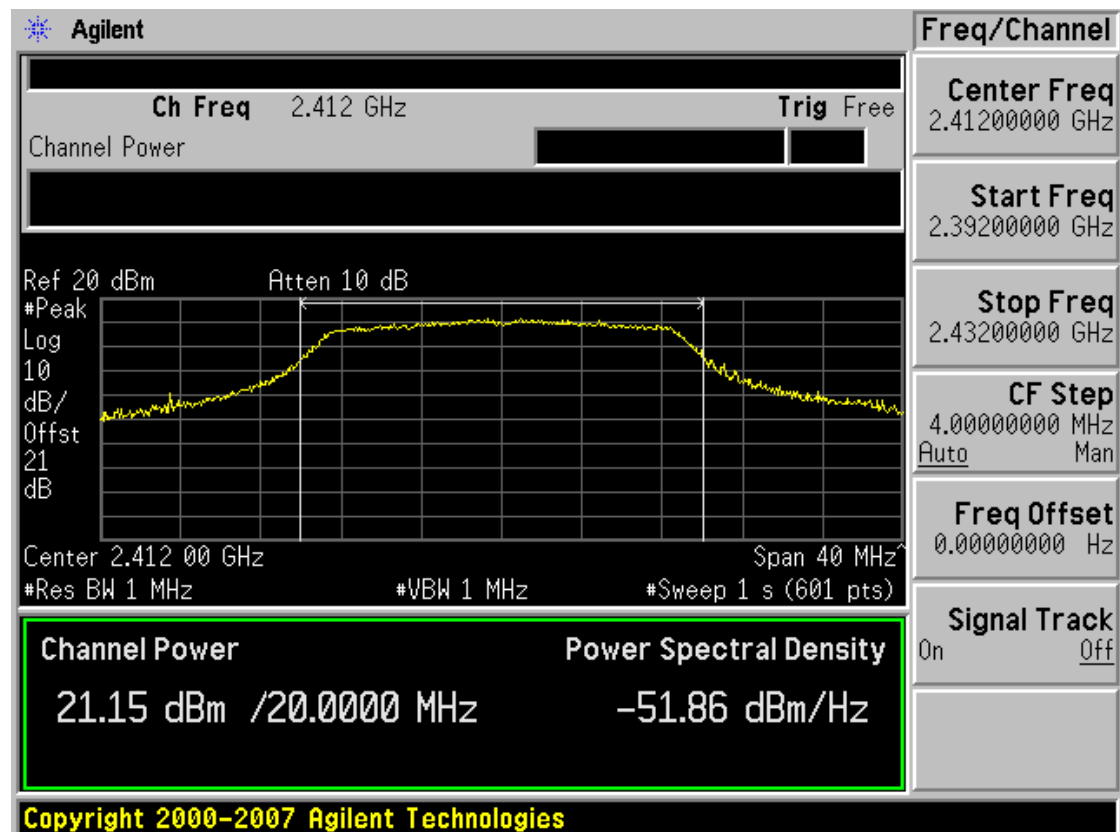 Agilent
Freq/Channel
Ch Freq 2.412 GHz
Trig Free
Channel Power
Ref 20 dBm
Atten 10 dB
#Peak
Log
10
dB/
Offst
21
dB
Center 2.412 00 GHz
Span 40 MHz^
#Res BW 1 MHz
#VBW 1 MHz
#Sweep 1 s (601 pts)
Channel Power
Power Spectral Density
21.15 dBm /20.0000 MHz
-51.86 dBm/Hz
Center Freq
2.41200000 GHz
Start Freq
2.39200000 GHz
Stop Freq
2.43200000 GHz
CF Step
4.00000000 MHz
Auto Man
Freq Offset
0.00000000 Hz
Signal Track
On Off
Copyright 2000-2007 Agilent Technologies